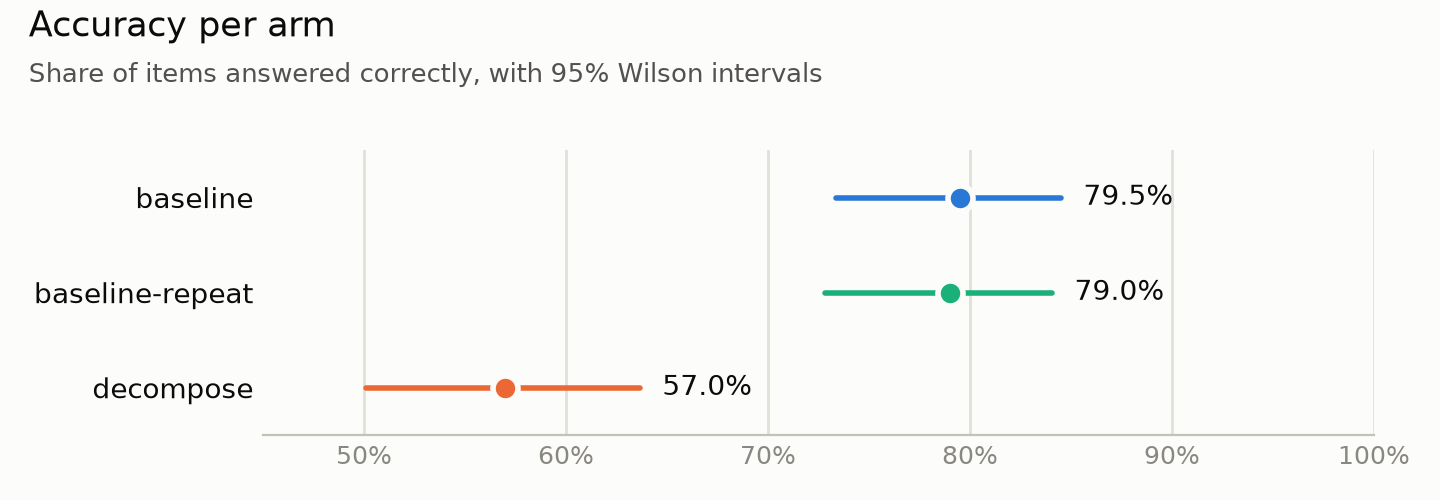 Accuracy per arm
Share of items answered correctly, with 95% Wilson intervals
baseline
79.5%
baseline-repeat
79.0%
decompose
57.0%
50%
60%
70%
80%
90%
100%